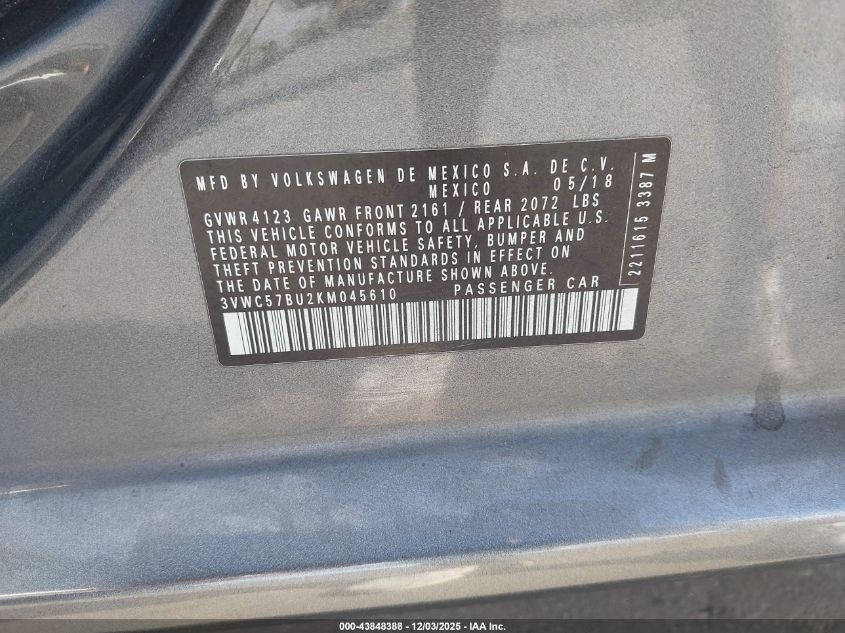 MFD BY VOLKSWAGEN DE MEXICO S.A. DE C.V.
MEXICO 05/18
GVWR 4123 GAWR FRONT 2161 / REAR 2072 LBS
THIS VEHICLE CONFORMS TO ALL APPLICABLE U.S.
FEDERAL MOTOR VEHICLE SAFETY, BUMPER AND
THEFT PREVENTION STANDARDS IN EFFECT ON
THE DATE OF MANUFACTURE SHOWN ABOVE.
3VWC57BU2KM045610 PASSENGER CAR
2211615 3387 M
000-43848388 - 12/03/2025 - IAA Inc.